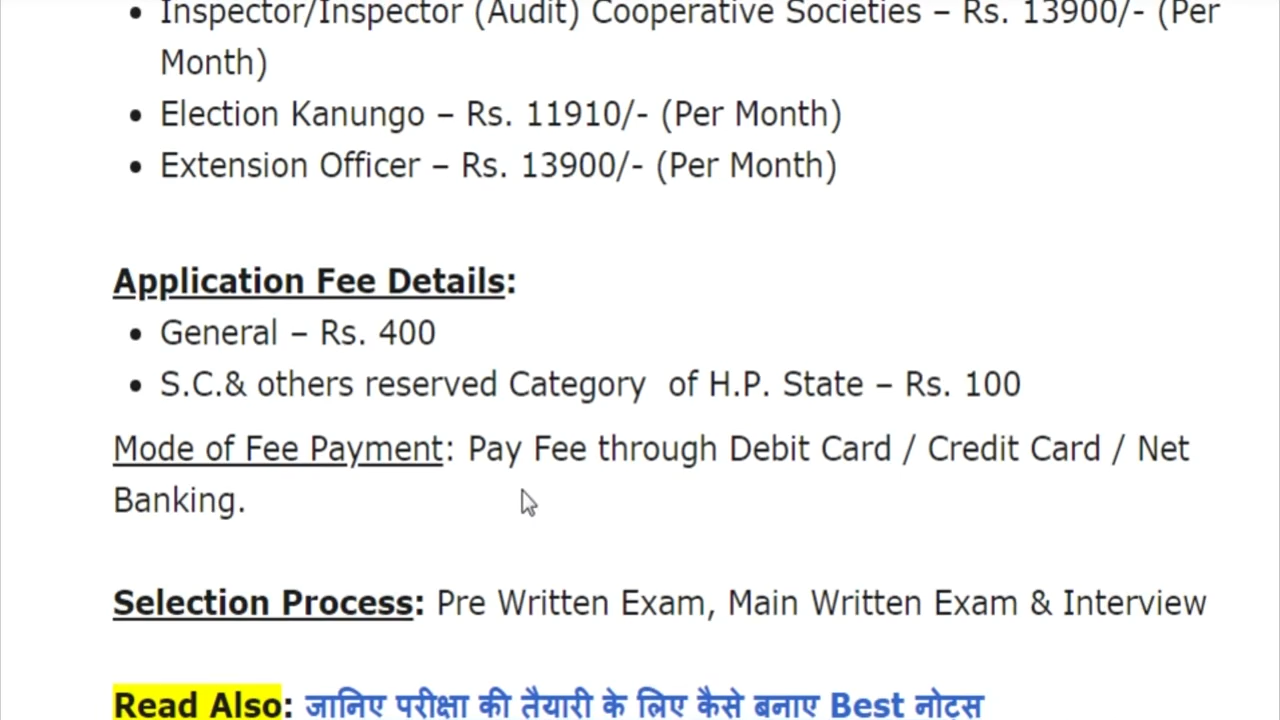 • Inspector/Inspector (Audit) Cooperative Societies – Rs. 13900/- (Per
Month)
• Election Kanungo – Rs. 11910/- (Per Month)
• Extension Officer – Rs. 13900/- (Per Month)
Application Fee Details:
• General – Rs. 400
• S.C.& others reserved Category  of H.P. State – Rs. 100
Mode of Fee Payment: Pay Fee through Debit Card / Credit Card / Net
Banking.
Selection Process: Pre Written Exam, Main Written Exam & Interview
Read Also: जानिए परीक्षा की तैयारी के लिए कैसे बनाए Best नोट्स